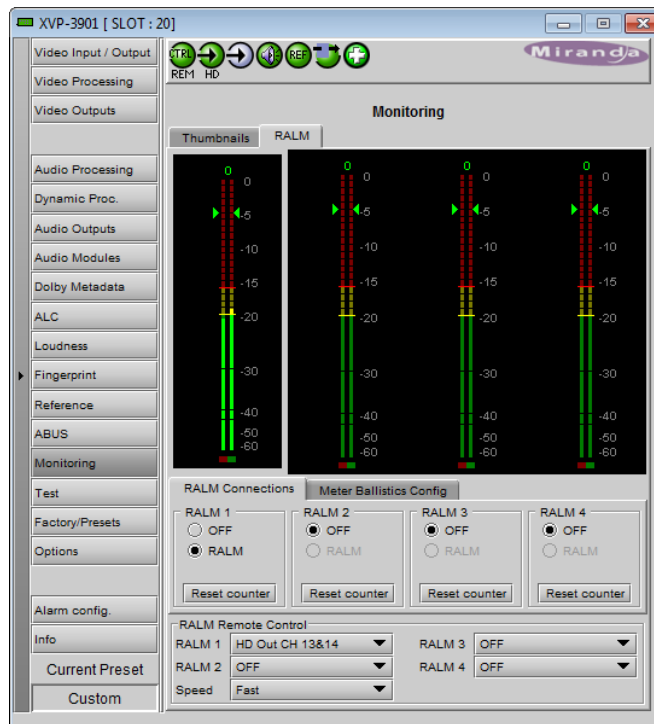 XVP-3901 [ SLOT : 20]
Video Input / Output
Video Processing
Video Outputs
Audio Processing
Dynamic Proc.
Audio Outputs
Audio Modules
Dolby Metadata
ALC
Loudness
Fingerprint
Reference
ABUS
Monitoring
Test
Factory/Presets
Options
Alarm config.
Info
Current Preset
Custom
CTRL REF
REM HD
Miranda
Monitoring
Thumbnails RALM
0 0 0 0
0 0 0 0
-5 -5 -5 -5
-10 -10 -10 -10
-15 -15 -15 -15
-20 -20 -20 -20
-30 -30 -30 -30
-40 -40 -40 -40
-50 -50 -50 -50
-60 -60 -60 -60
RALM Connections Meter Ballistics Config
RALM 1 RALM 2 RALM 3 RALM 4
OFF OFF OFF OFF
RALM RALM RALM RALM
Reset counter Reset counter Reset counter Reset counter
RALM Remote Control
RALM 1 HD Out CH 13&14 RALM 3 OFF
RALM 2 OFF RALM 4 OFF
Speed Fast